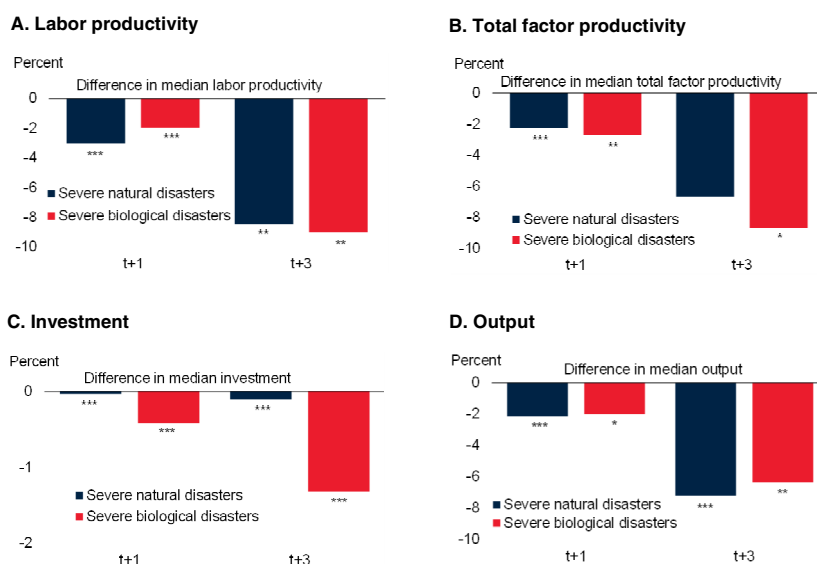 A. Labor productivity
Percent
Difference in median labor productivity
0
-2
***
***
-4
-6
Severe natural disasters
-8
Severe biological disasters
**
**
-10
t+1
t+3
B. Total factor productivity
Percent
Difference in median total factor productivity
0
-2
***
**
-4
-6
Severe natural disasters
-8
Severe biological disasters
*
-10
t+1
t+3
C. Investment
Percent
Difference in median investment
0
***
***
***
-1
Severe natural disasters
***
Severe biological disasters
-2
t+1
t+3
D. Output
Percent
Difference in median output
0
-2
***
*
-4
-6
**
Severe natural disasters
***
-8
Severe biological disasters
-10
t+1
t+3